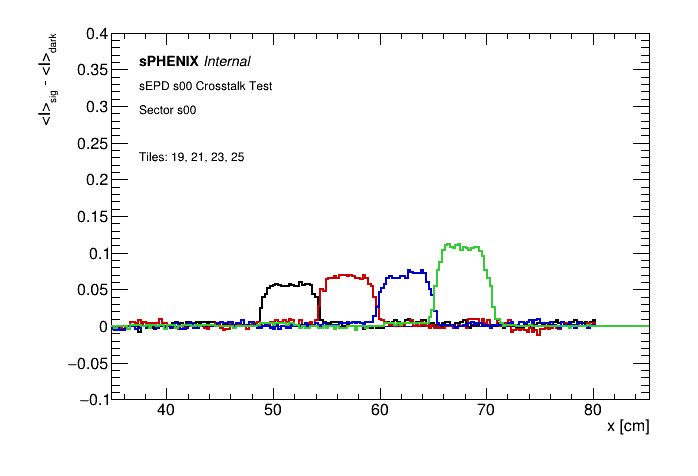 0.4
sPHENIX Internal
0.35
sEPD s00 Crosstalk Test
0.3
Sector s00
0.25
Tiles: 19, 21, 23, 25
0.2
0.15
0.1
0.05
0
−0.05
−0.1
<I>sig - <I>dark
40 50 60 70 80
x [cm]